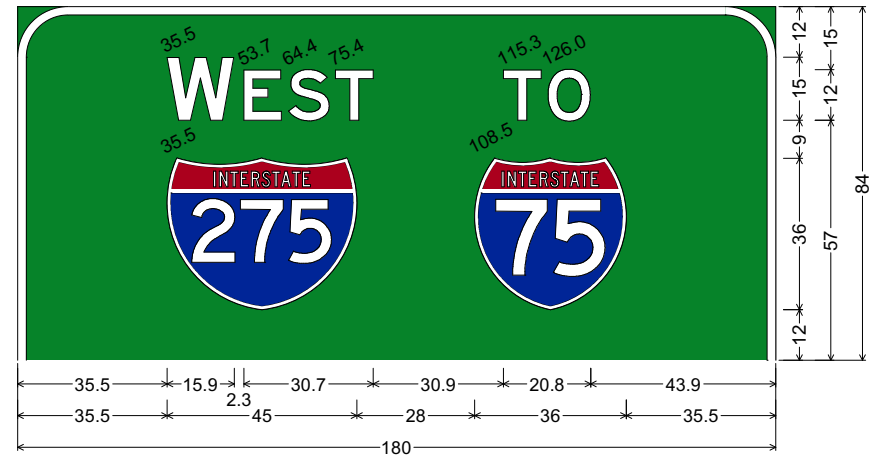 35.5 53.7 64.4 75.4 115.3 126.0
WEST TO
35.5 108.5
INTERSTATE INTERSTATE
275 75
12 15 9 36 12
15 12 57
84
35.5 15.9 2.3 30.7 30.9 20.8 43.9
35.5 45 28 36 35.5
180